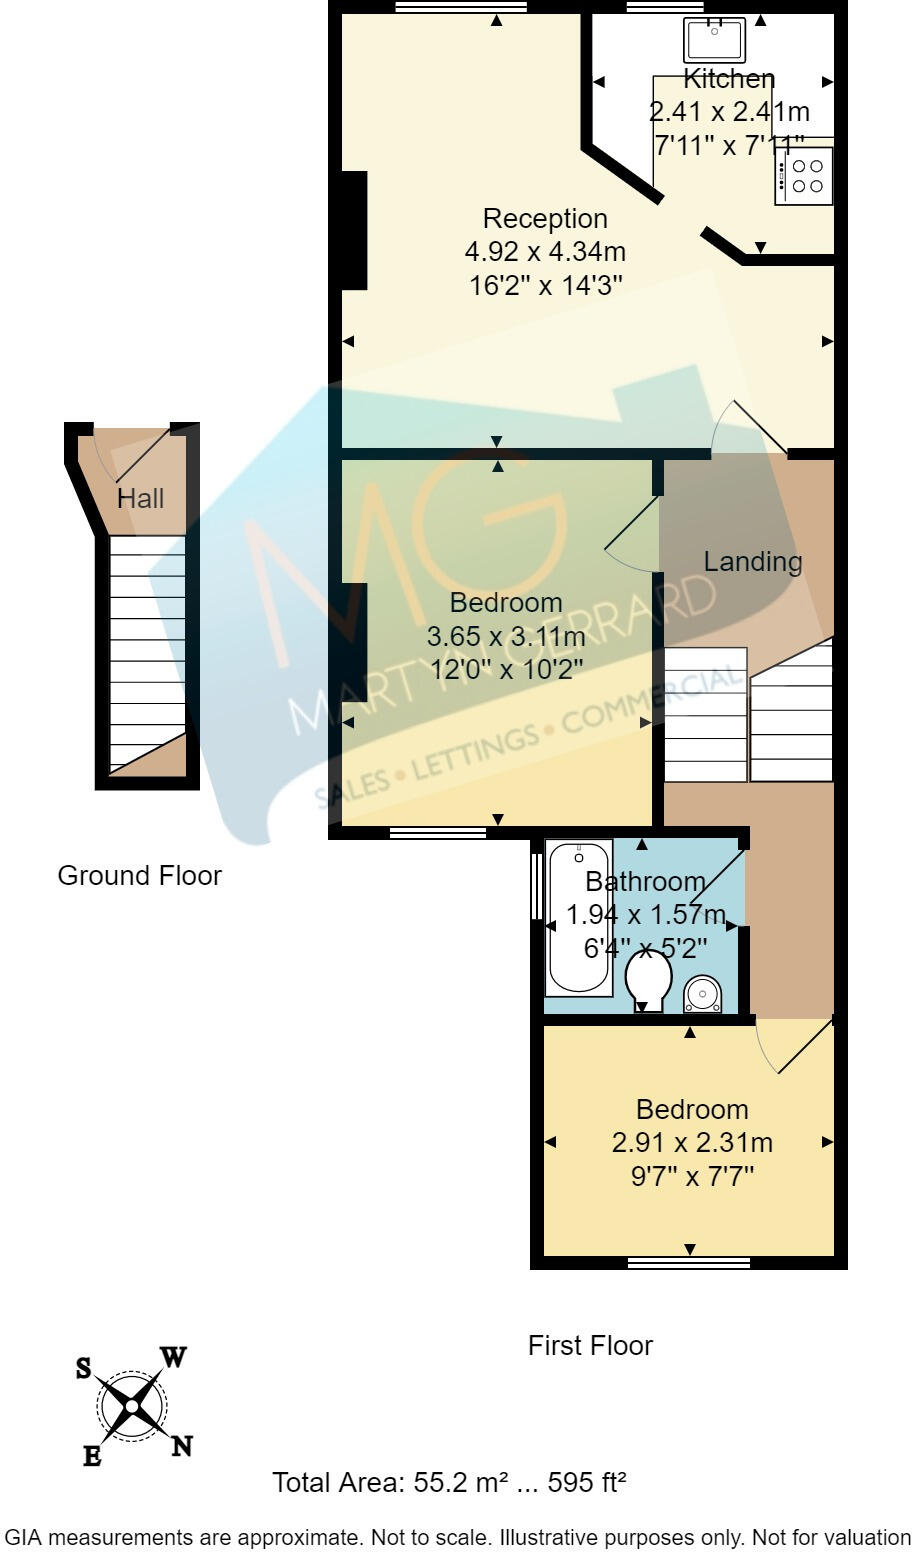 Kitchen
2.41 x 2.41m
7'11" x 7'11"
Reception
4.92 x 4.34m
16'2" x 14'3"
Hall
MG
Landing
Bedroom
3.65 x 3.11m
12'0" x 10'2"
MARTYN GERRARD
SALES • LETTINGS • COMMERCIAL
Ground Floor
Bathroom
1.94 x 1.57m
6'4" x 5'2"
Bedroom
2.91 x 2.31m
9'7" x 7'7"
First Floor
S W
E N
Total Area: 55.2 m² ... 595 ft²
GIA measurements are approximate. Not to scale. Illustrative purposes only. Not for valuation